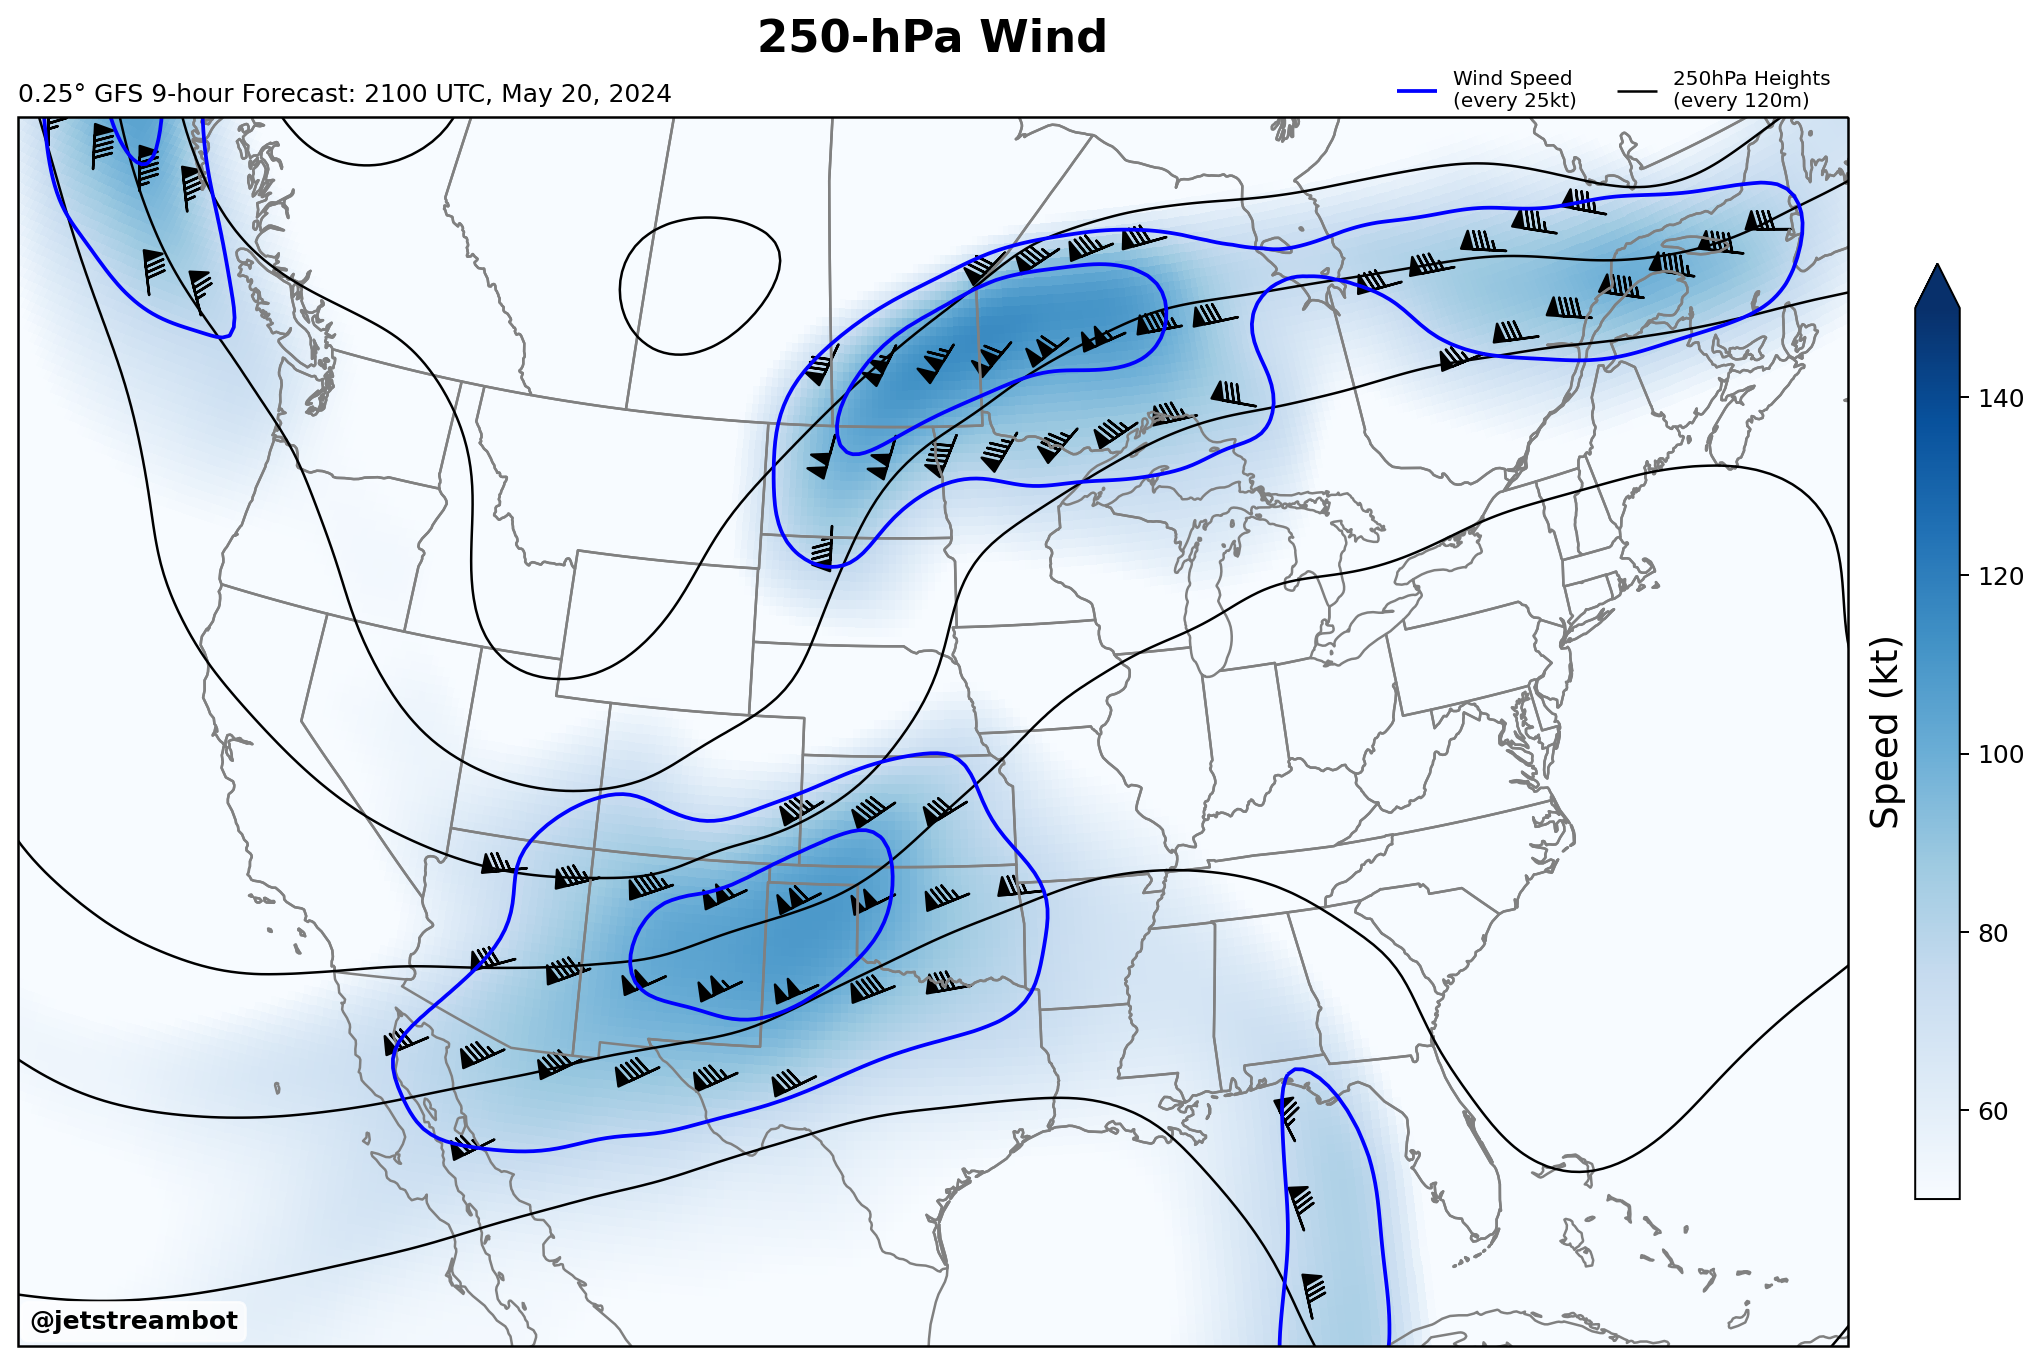 250-hPa Wind
0.25° GFS 9-hour Forecast: 2100 UTC, May 20, 2024
Wind Speed
(every 25kt)
250hPa Heights
(every 120m)
140
120
100
80
60
Speed (kt)
@jetstreambot